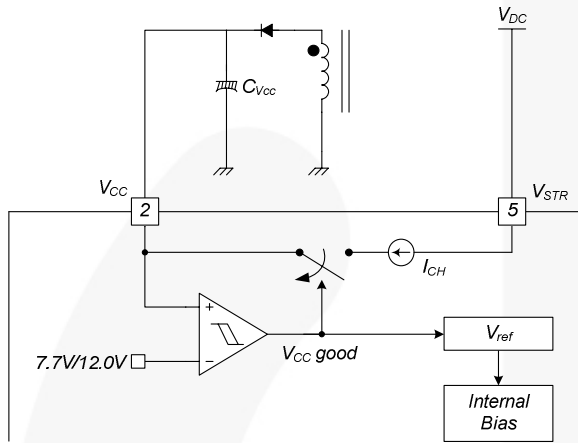 V_DC
C_Vcc
V_CC
2
5
V_STR
I_CH
+
7.7V/12.0V
−
V_CC good
V_ref
Internal
Bias